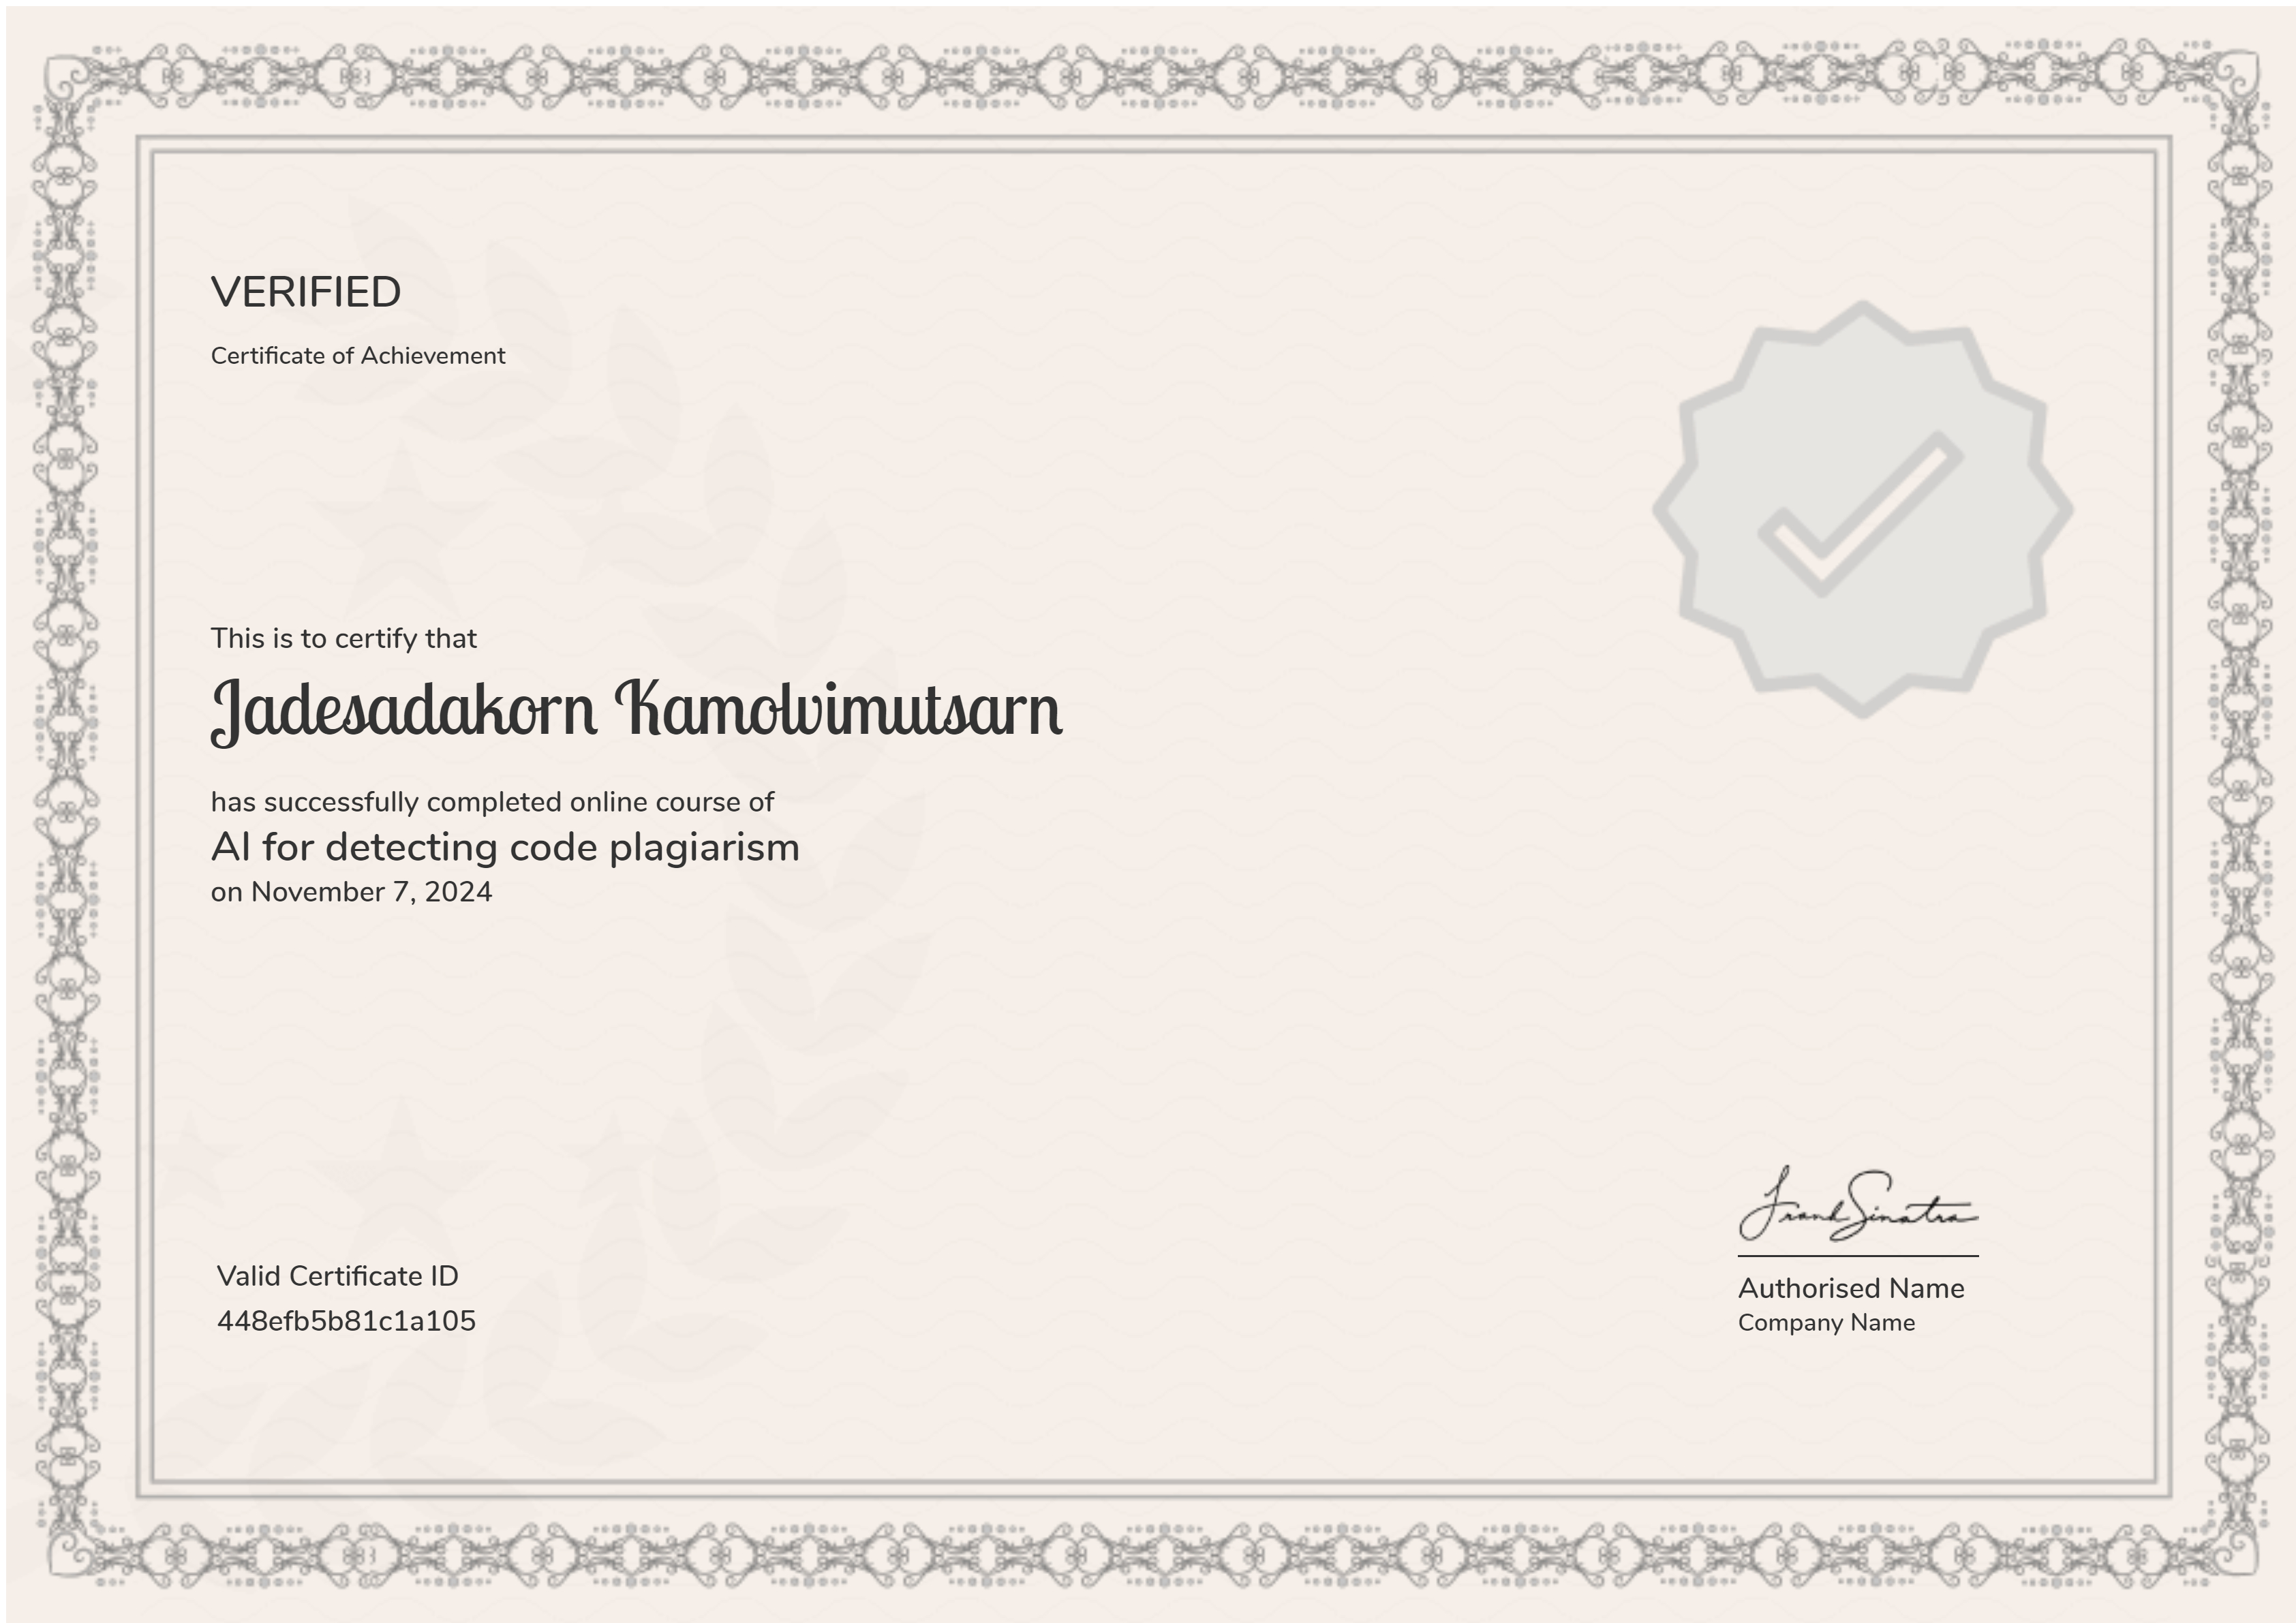 VERIFIED
Certificate of Achievement
This is to certify that
Jadesadakorn Kamolvimutsarn
has successfully completed online course of
AI for detecting code plagiarism
on November 7, 2024
Frank Sinatra
Valid Certificate ID
448efb5b81c1a105
Authorised Name
Company Name